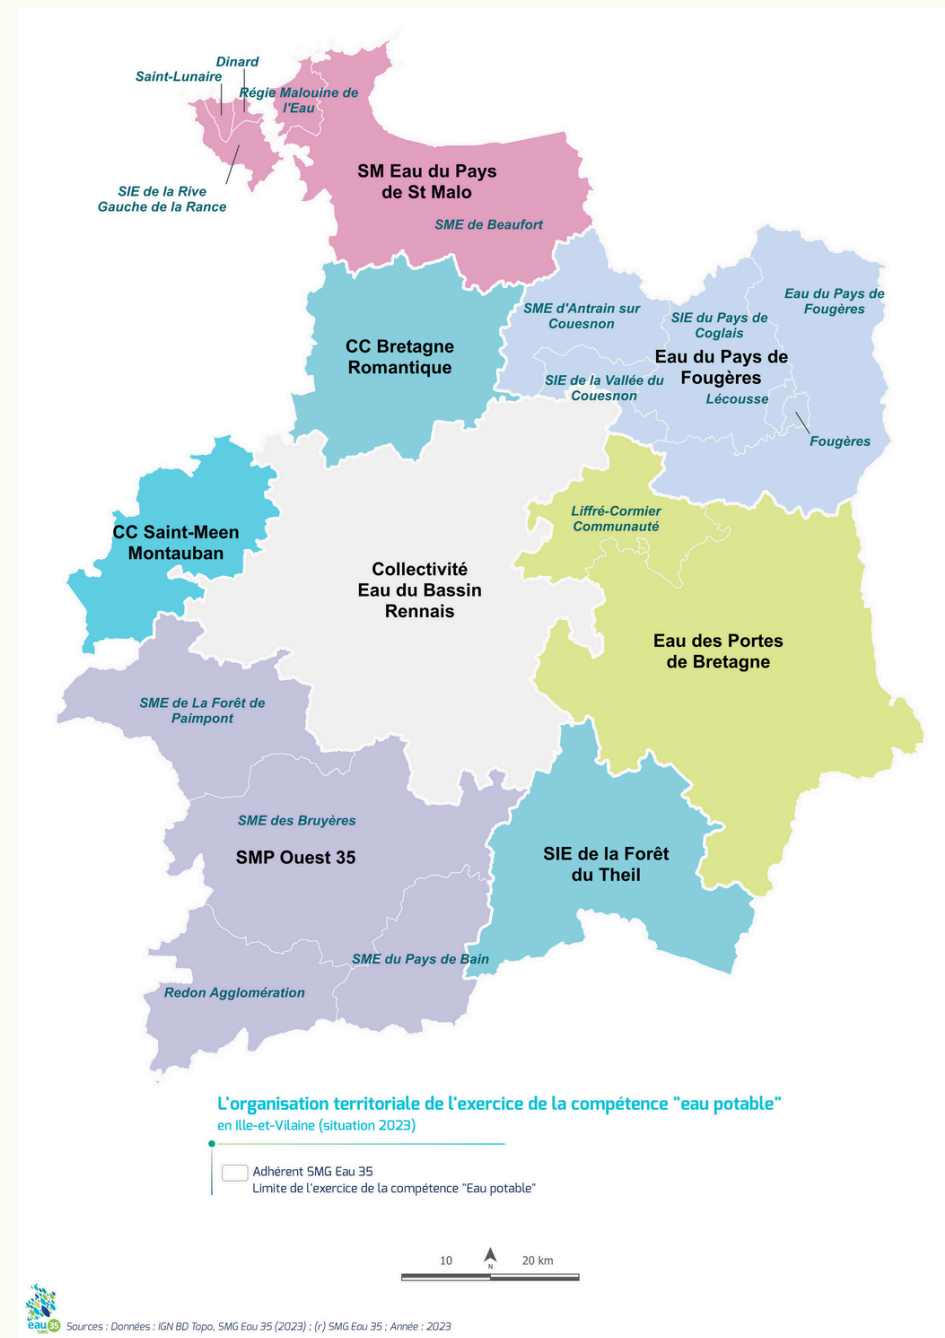 Dinard
Saint-Lunaire
Régie Malouine de
l'Eau
SM Eau du Pays
de St Malo
SIE de la Rive
Gauche de la Rance
SME de Beaufort
SME d'Antrain sur
Couesnon
SIE du Pays de
Coglais
Eau du Pays de
Fougères
CC Bretagne
Romantique
Eau du Pays de
Fougères
SIE de la Vallée du
Couesnon
Lécousse
Fougères
Liffré-Cormier
Communauté
CC Saint-Meen
Montauban
Collectivité
Eau du Bassin
Rennais
Eau des Portes
de Bretagne
SME de La Forêt de
Paimpont
SME des Bruyères
SMP Ouest 35
SIE de la Forêt
du Theil
SME du Pays de Bain
Redon Agglomération
L'organisation territoriale de l'exercice de la compétence "eau potable"
en Ille-et-Vilaine (situation 2023)
Adhérent SMG Eau 35
Limite de l'exercice de la compétence "Eau potable"
10 20 km
N
eau 35
SMG
Sources : Données : IGN BD Topo, SMG Eau 35 (2023) ; (r) SMG Eau 35 ; Année : 2023